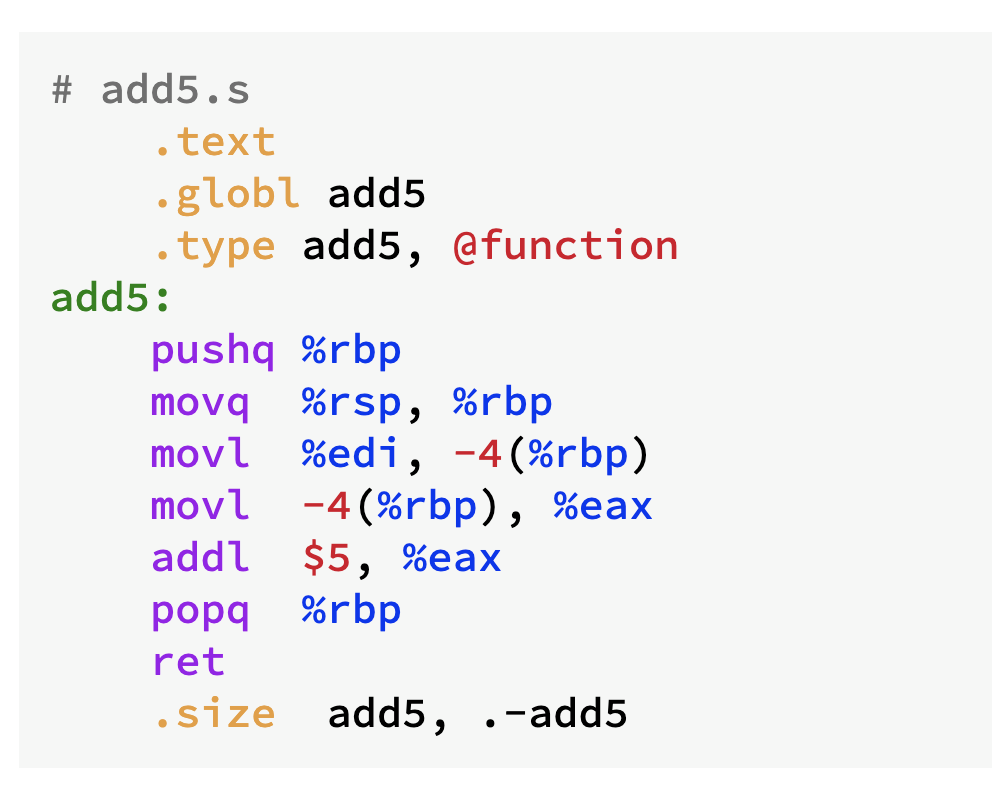 # add5.s
    .text
    .globl add5
    .type add5, @function
add5:
    pushq %rbp
    movq  %rsp, %rbp
    movl  %edi, -4(%rbp)
    movl  -4(%rbp), %eax
    addl  $5, %eax
    popq  %rbp
    ret
    .size  add5, .-add5